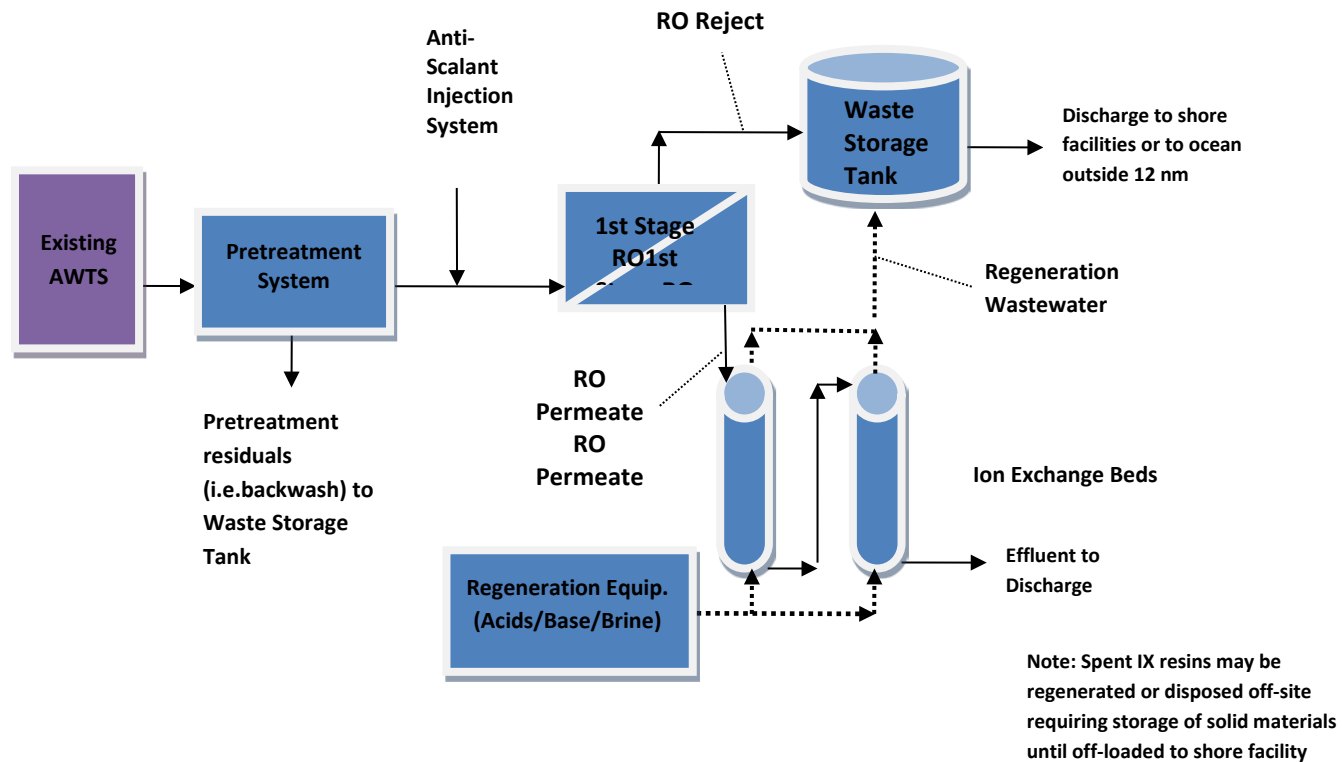 RO Reject
Anti-
Scalant
Injection
System
Waste
Storage
Tank
Discharge to shore
facilities or to ocean
outside 12 nm
Existing
AWTS
Pretreatment
System
1st Stage
RO1st
Regeneration
Wastewater
RO
Permeate
RO
Permeate
Pretreatment
residuals
(i.e.backwash) to
Waste Storage
Tank
Ion Exchange Beds
Regeneration Equip.
(Acids/Base/Brine)
Effluent to
Discharge
Note: Spent IX resins may be
regenerated or disposed off-site
requiring storage of solid materials
until off-loaded to shore facility